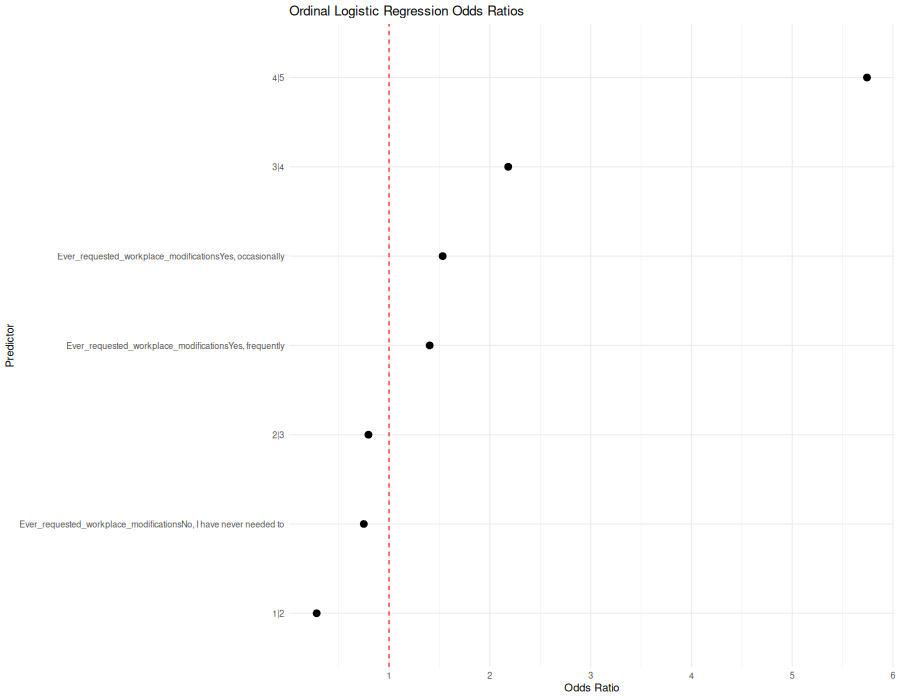 Ordinal Logistic Regression Odds Ratios
4|5
3|4
Ever_requested_workplace_modificationsYes, occasionally
Ever_requested_workplace_modificationsYes, frequently
2|3
Ever_requested_workplace_modificationsNo, I have never needed to
1|2
Predictor
1 2 3 4 5 6
Odds Ratio